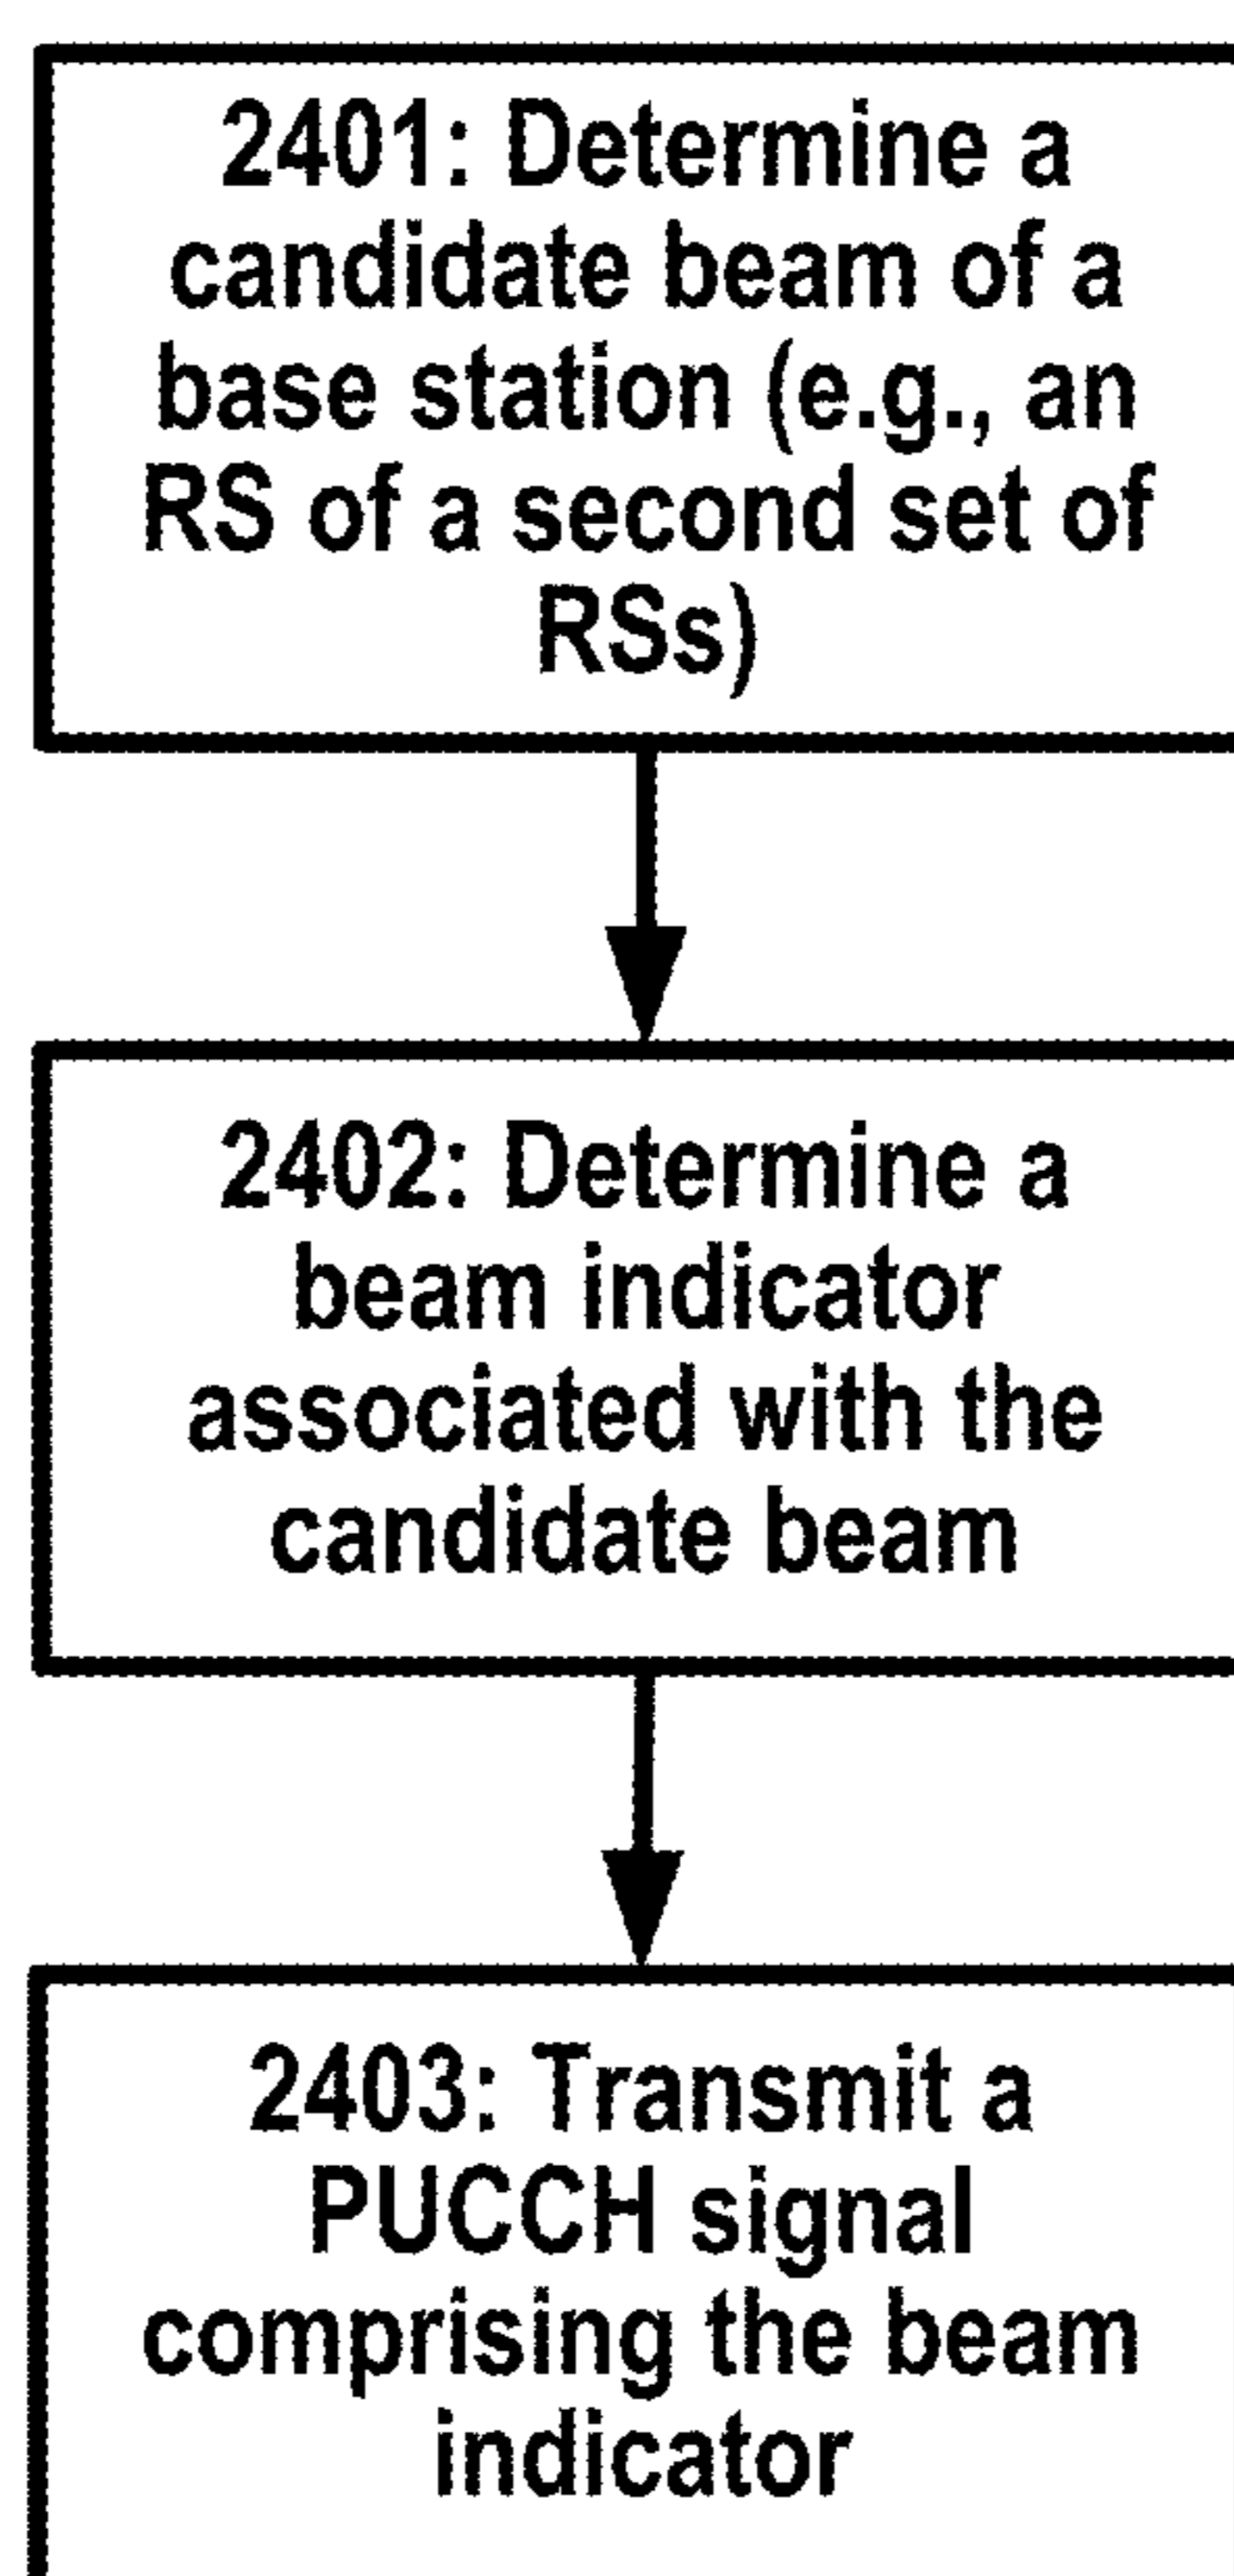 2401: Determine a
candidate beam of a
base station (e.g., an
RS of a second set of
RSs)
2402: Determine a
beam indicator
associated with the
candidate beam
2403: Transmit a
PUCCH signal
comprising the beam
indicator